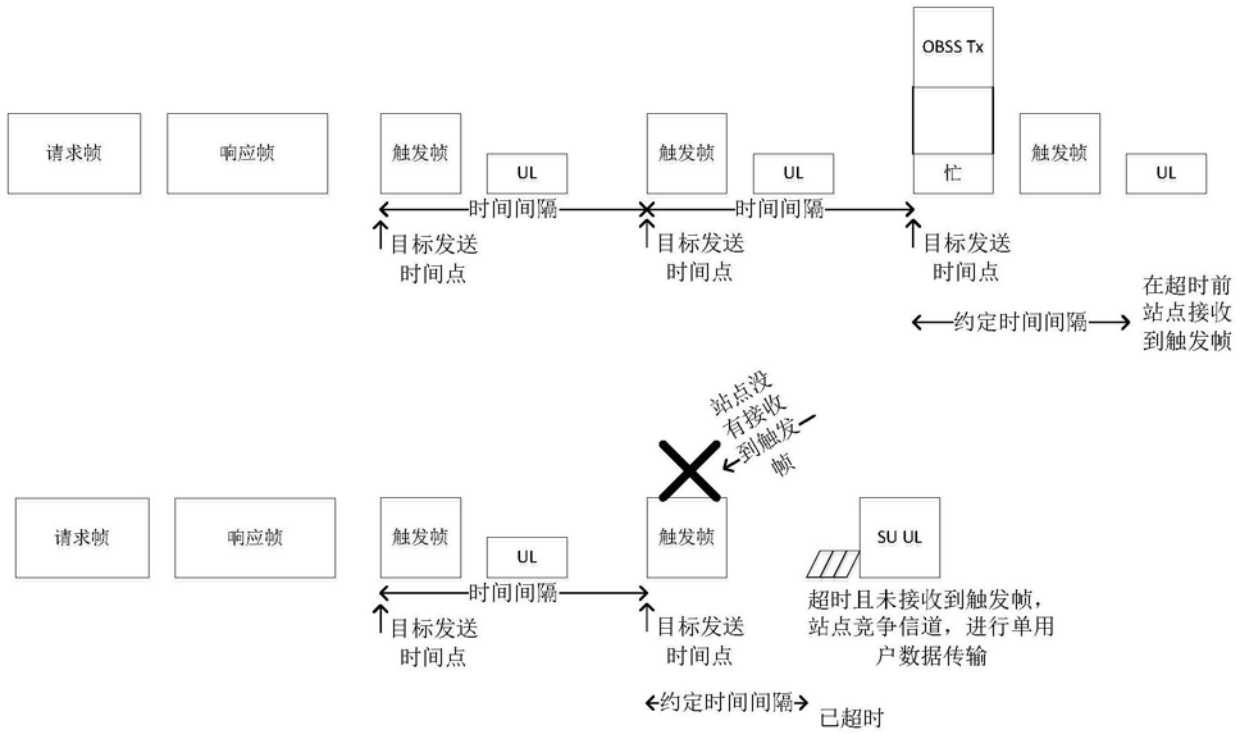 OBSS Tx
请求帧
响应帧
触发帧
UL
触发帧
UL
忙
触发帧
UL
时间间隔
时间间隔
目标发送
时间点
目标发送
时间点
目标发送
时间点
约定时间间隔
在超时前
站点接收
到触发帧
站点没
有接收
到触发
帧
请求帧
响应帧
触发帧
UL
触发帧
SU UL
时间间隔
目标发送
时间点
目标发送
时间点
超时且未接收到触发帧，
站点竞争信道，进行单用
户数据传输
约定时间间隔
已超时